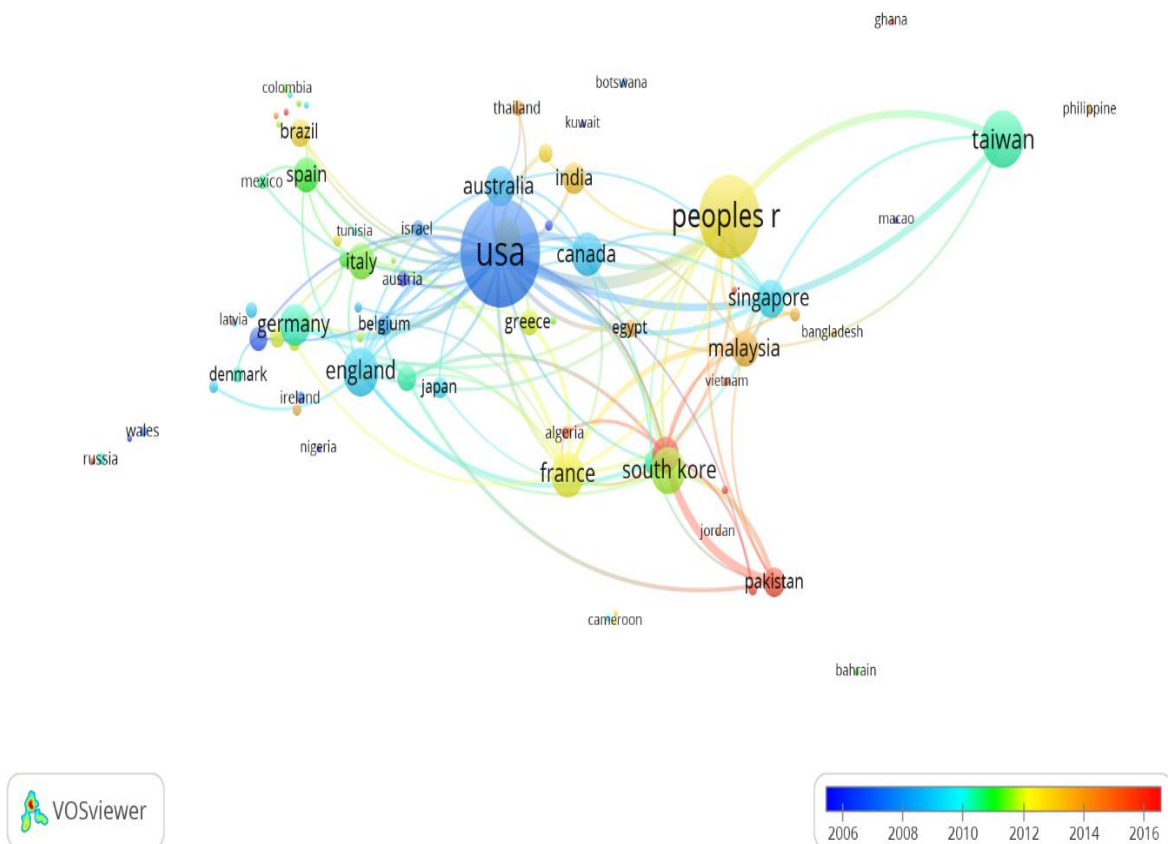 ghana
colombia
botswana
thailand
philippine
kuwait
brazil
taiwan
mexico
spain
australia
india
peoples r
macao
tunisia
israel
usa
canada
italy
austria
singapore
latvia
germany
belgium
greece
egypt
bangladesh
malaysia
denmark
england
japan
vietnam
ireland
wales
algeria
nigeria
russia
france
south kore
jordan
pakistan
cameroon
bahrain
VOSviewer
2006 2008 2010 2012 2014 2016